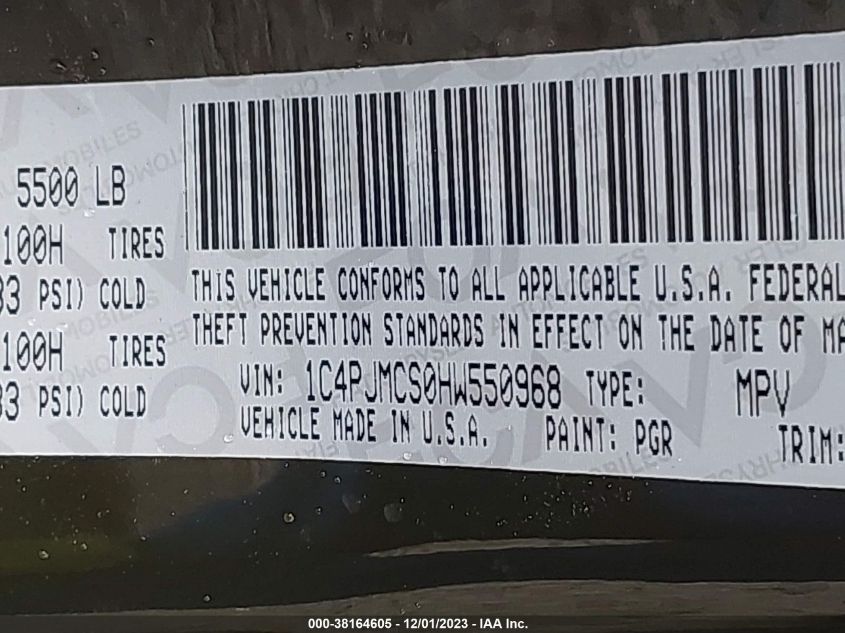 5500 LB
100H TIRES
33 PSI) COLD
100H TIRES
33 PSI) COLD
THIS VEHICLE CONFORMS TO ALL APPLICABLE U.S.A. FEDERAL
THEFT PREVENTION STANDARDS IN EFFECT ON THE DATE OF MA
VIN: 1C4PJMCS0HW550968 TYPE: MPV
VEHICLE MADE IN U.S.A. PAINT: PGR TRIM:
000-38164605 - 12/01/2023 - IAA Inc.